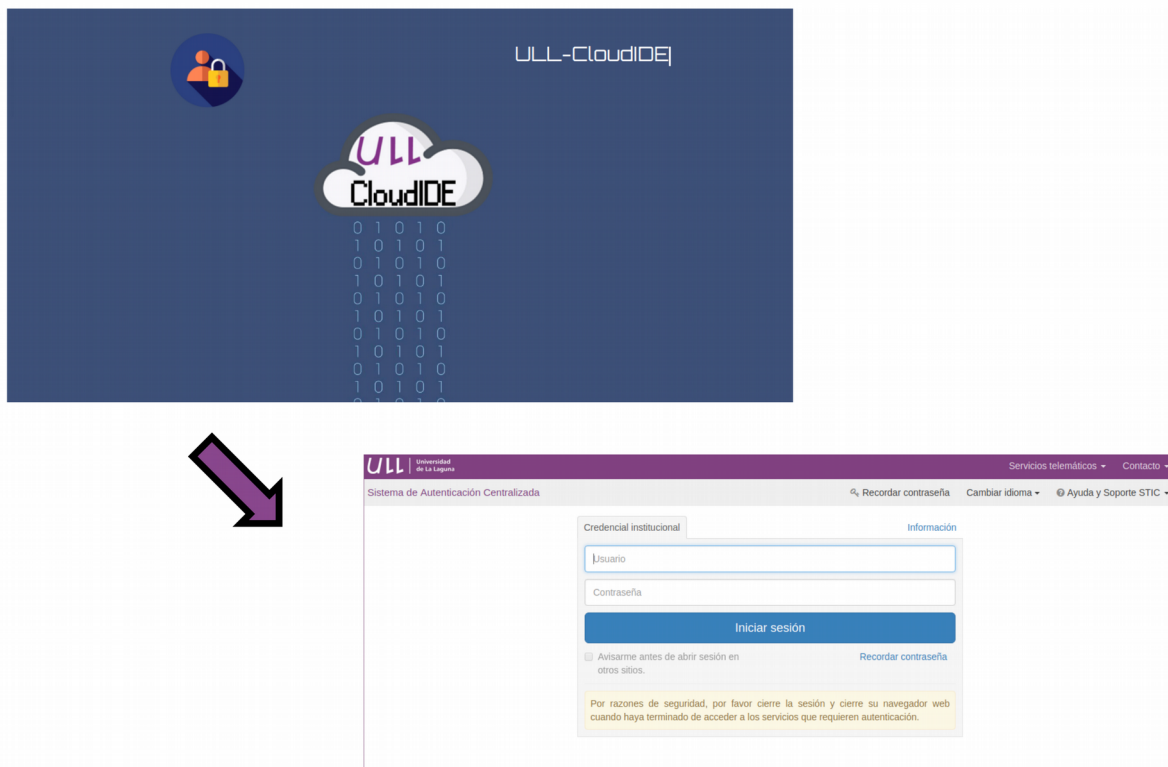 ULL-CloudIDE
ULL
CloudIDE
0 1 0 1 0
1 0 1 0 1
0 1 0 1 0
1 0 1 0 1
0 1 0 1 0
1 0 1 0 1
0 1 0 1 0
1 0 1 0 1
0 1 0 1 0
1 0 1 0 1
0 1 0 1 0
ULL Universidad
de La Laguna
Servicios telemáticos Contacto
Sistema de Autenticación Centralizada Recordar contraseña Cambiar idioma Ayuda y Soporte STIC
Credencial institucional Información
Usuario
Contraseña
Iniciar sesión
Avisarme antes de abrir sesión en
otros sitios.
Recordar contraseña
Por razones de seguridad, por favor cierre la sesión y cierre su navegador web
cuando haya terminado de acceder a los servicios que requieren autenticación.